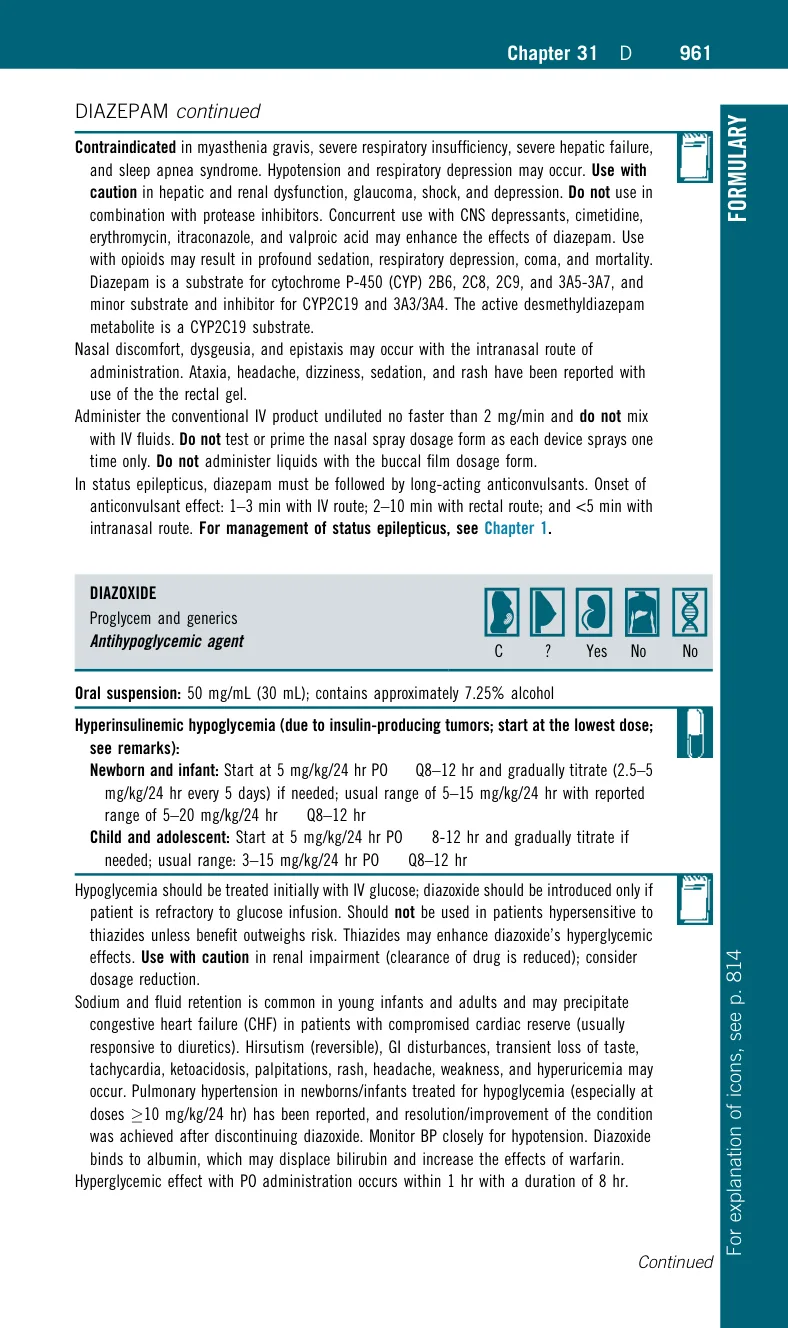 Chapter 31 D 961
DIAZEPAM continued
Contraindicated in myasthenia gravis, severe respiratory insufficiency, severe hepatic failure,
and sleep apnea syndrome. Hypotension and respiratory depression may occur. Use with
caution in hepatic and renal dysfunction, glaucoma, shock, and depression. Do not use in
combination with protease inhibitors. Concurrent use with CNS depressants, cimetidine,
erythromycin, itraconazole, and valproic acid may enhance the effects of diazepam. Use
with opioids may result in profound sedation, respiratory depression, coma, and mortality.
Diazepam is a substrate for cytochrome P-450 (CYP) 2B6, 2C8, 2C9, and 3A5-3A7, and
minor substrate and inhibitor for CYP2C19 and 3A3/3A4. The active desmethyldiazepam
metabolite is a CYP2C19 substrate.
Nasal discomfort, dysgeusia, and epistaxis may occur with the intranasal route of
administration. Ataxia, headache, dizziness, sedation, and rash have been reported with
use of the the rectal gel.
Administer the conventional IV product undiluted no faster than 2 mg/min and do not mix
with IV fluids. Do not test or prime the nasal spray dosage form as each device sprays one
time only. Do not administer liquids with the buccal film dosage form.
In status epilepticus, diazepam must be followed by long-acting anticonvulsants. Onset of
anticonvulsant effect: 1–3 min with IV route; 2–10 min with rectal route; and <5 min with
intranasal route. For management of status epilepticus, see Chapter 1.
DIAZOXIDE
Proglycem and generics
Antihypoglycemic agent
C ? Yes No No
Oral suspension: 50 mg/mL (30 mL); contains approximately 7.25% alcohol
Hyperinsulinemic hypoglycemia (due to insulin-producing tumors; start at the lowest dose;
see remarks):
Newborn and infant: Start at 5 mg/kg/24 hr PO Q8–12 hr and gradually titrate (2.5–5
mg/kg/24 hr every 5 days) if needed; usual range of 5–15 mg/kg/24 hr with reported
range of 5–20 mg/kg/24 hr Q8–12 hr
Child and adolescent: Start at 5 mg/kg/24 hr PO 8-12 hr and gradually titrate if
needed; usual range: 3–15 mg/kg/24 hr PO Q8–12 hr
Hypoglycemia should be treated initially with IV glucose; diazoxide should be introduced only if
patient is refractory to glucose infusion. Should not be used in patients hypersensitive to
thiazides unless benefit outweighs risk. Thiazides may enhance diazoxide's hyperglycemic
effects. Use with caution in renal impairment (clearance of drug is reduced); consider
dosage reduction.
Sodium and fluid retention is common in young infants and adults and may precipitate
congestive heart failure (CHF) in patients with compromised cardiac reserve (usually
responsive to diuretics). Hirsutism (reversible), GI disturbances, transient loss of taste,
tachycardia, ketoacidosis, palpitations, rash, headache, weakness, and hyperuricemia may
occur. Pulmonary hypertension in newborns/infants treated for hypoglycemia (especially at
doses ≥10 mg/kg/24 hr) has been reported, and resolution/improvement of the condition
was achieved after discontinuing diazoxide. Monitor BP closely for hypotension. Diazoxide
binds to albumin, which may displace bilirubin and increase the effects of warfarin.
Hyperglycemic effect with PO administration occurs within 1 hr with a duration of 8 hr.
Continued
FORMULARY
For explanation of icons, see p. 814